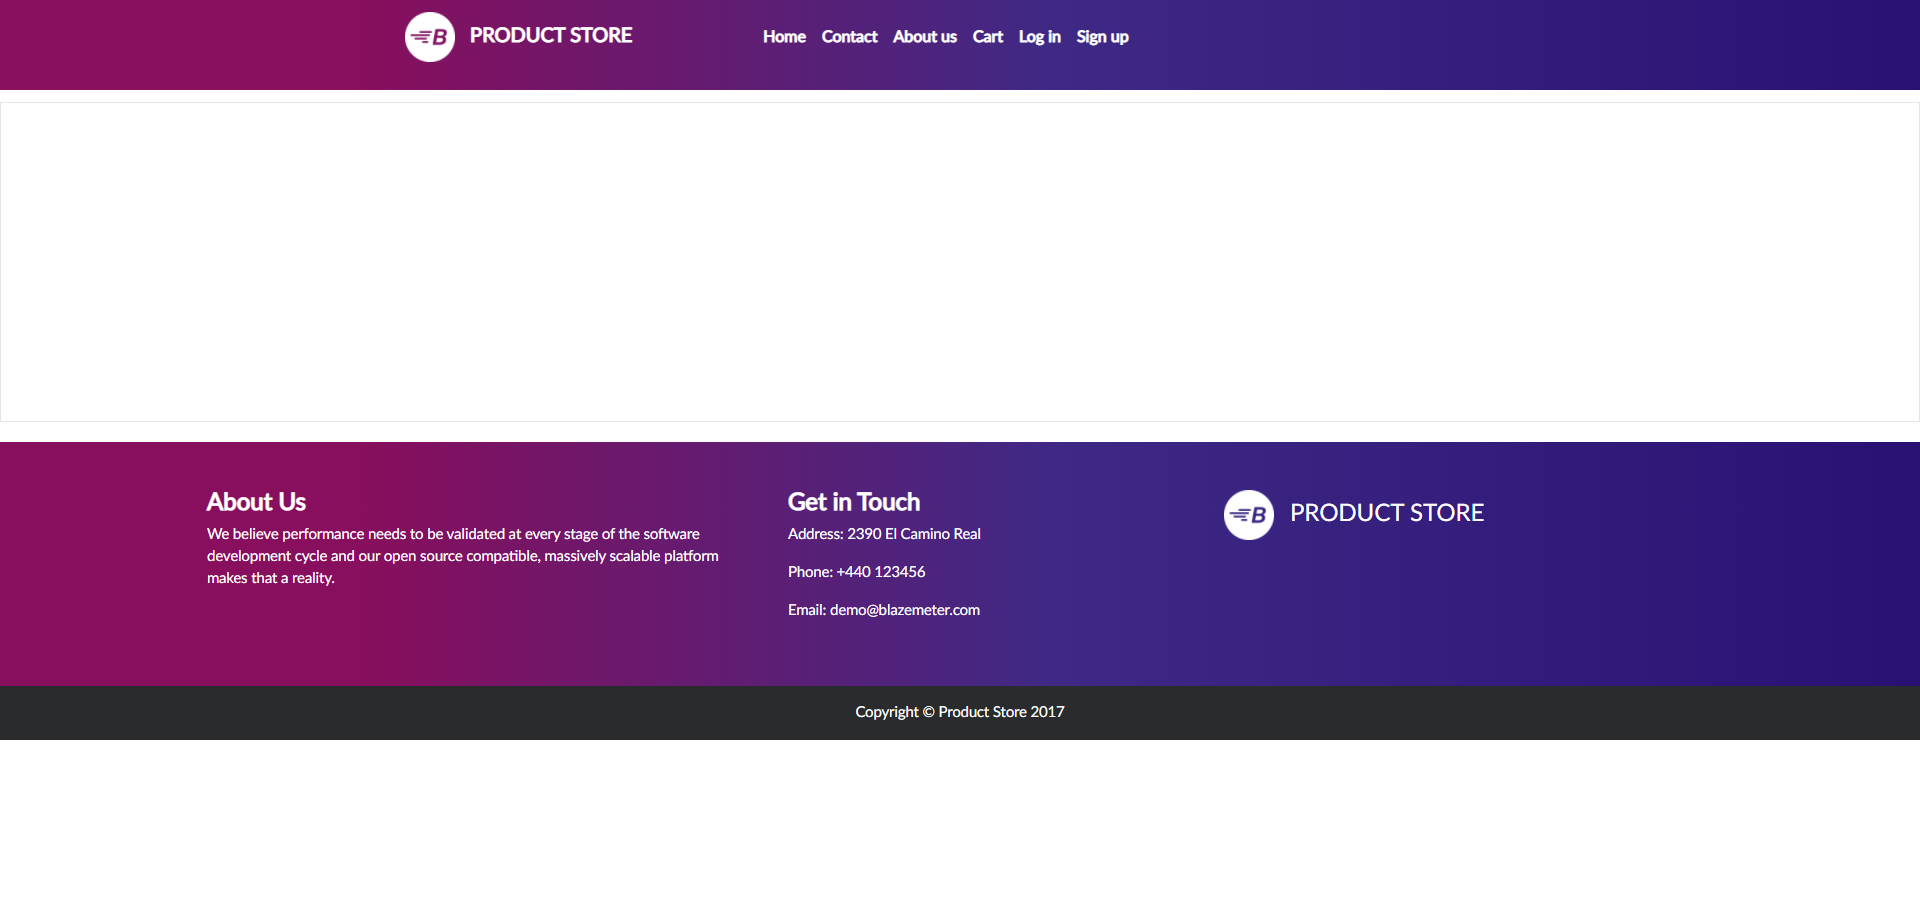 B PRODUCT STORE
Home Contact About us Cart Log in Sign up
About Us
We believe performance needs to be validated at every stage of the software
development cycle and our open source compatible, massively scalable platform
makes that a reality.
Get in Touch
Address: 2390 El Camino Real
Phone: +440 123456
Email: demo@blazemeter.com
B PRODUCT STORE
Copyright © Product Store 2017